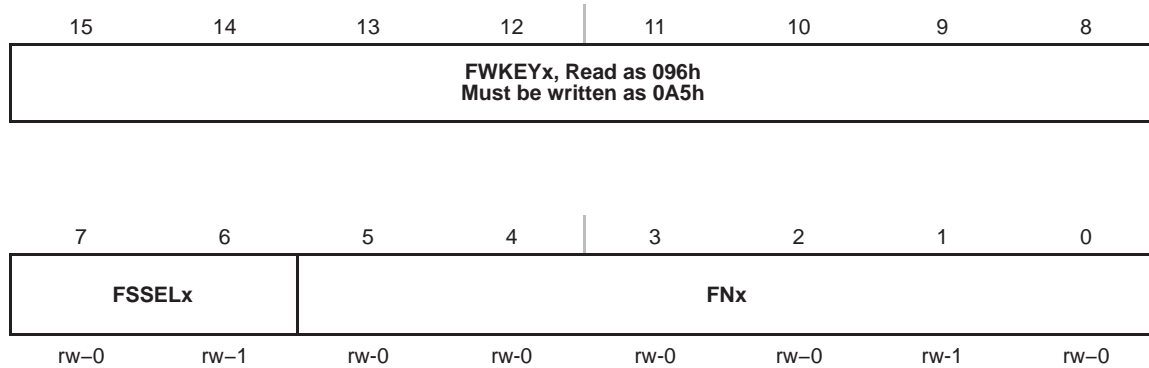 15 14 13 12 11 10 9 8
FWKEYx, Read as 096h
Must be written as 0A5h
7 6 5 4 3 2 1 0
FSSELx FNx
rw–0 rw–1 rw-0 rw-0 rw-0 rw–0 rw-1 rw–0